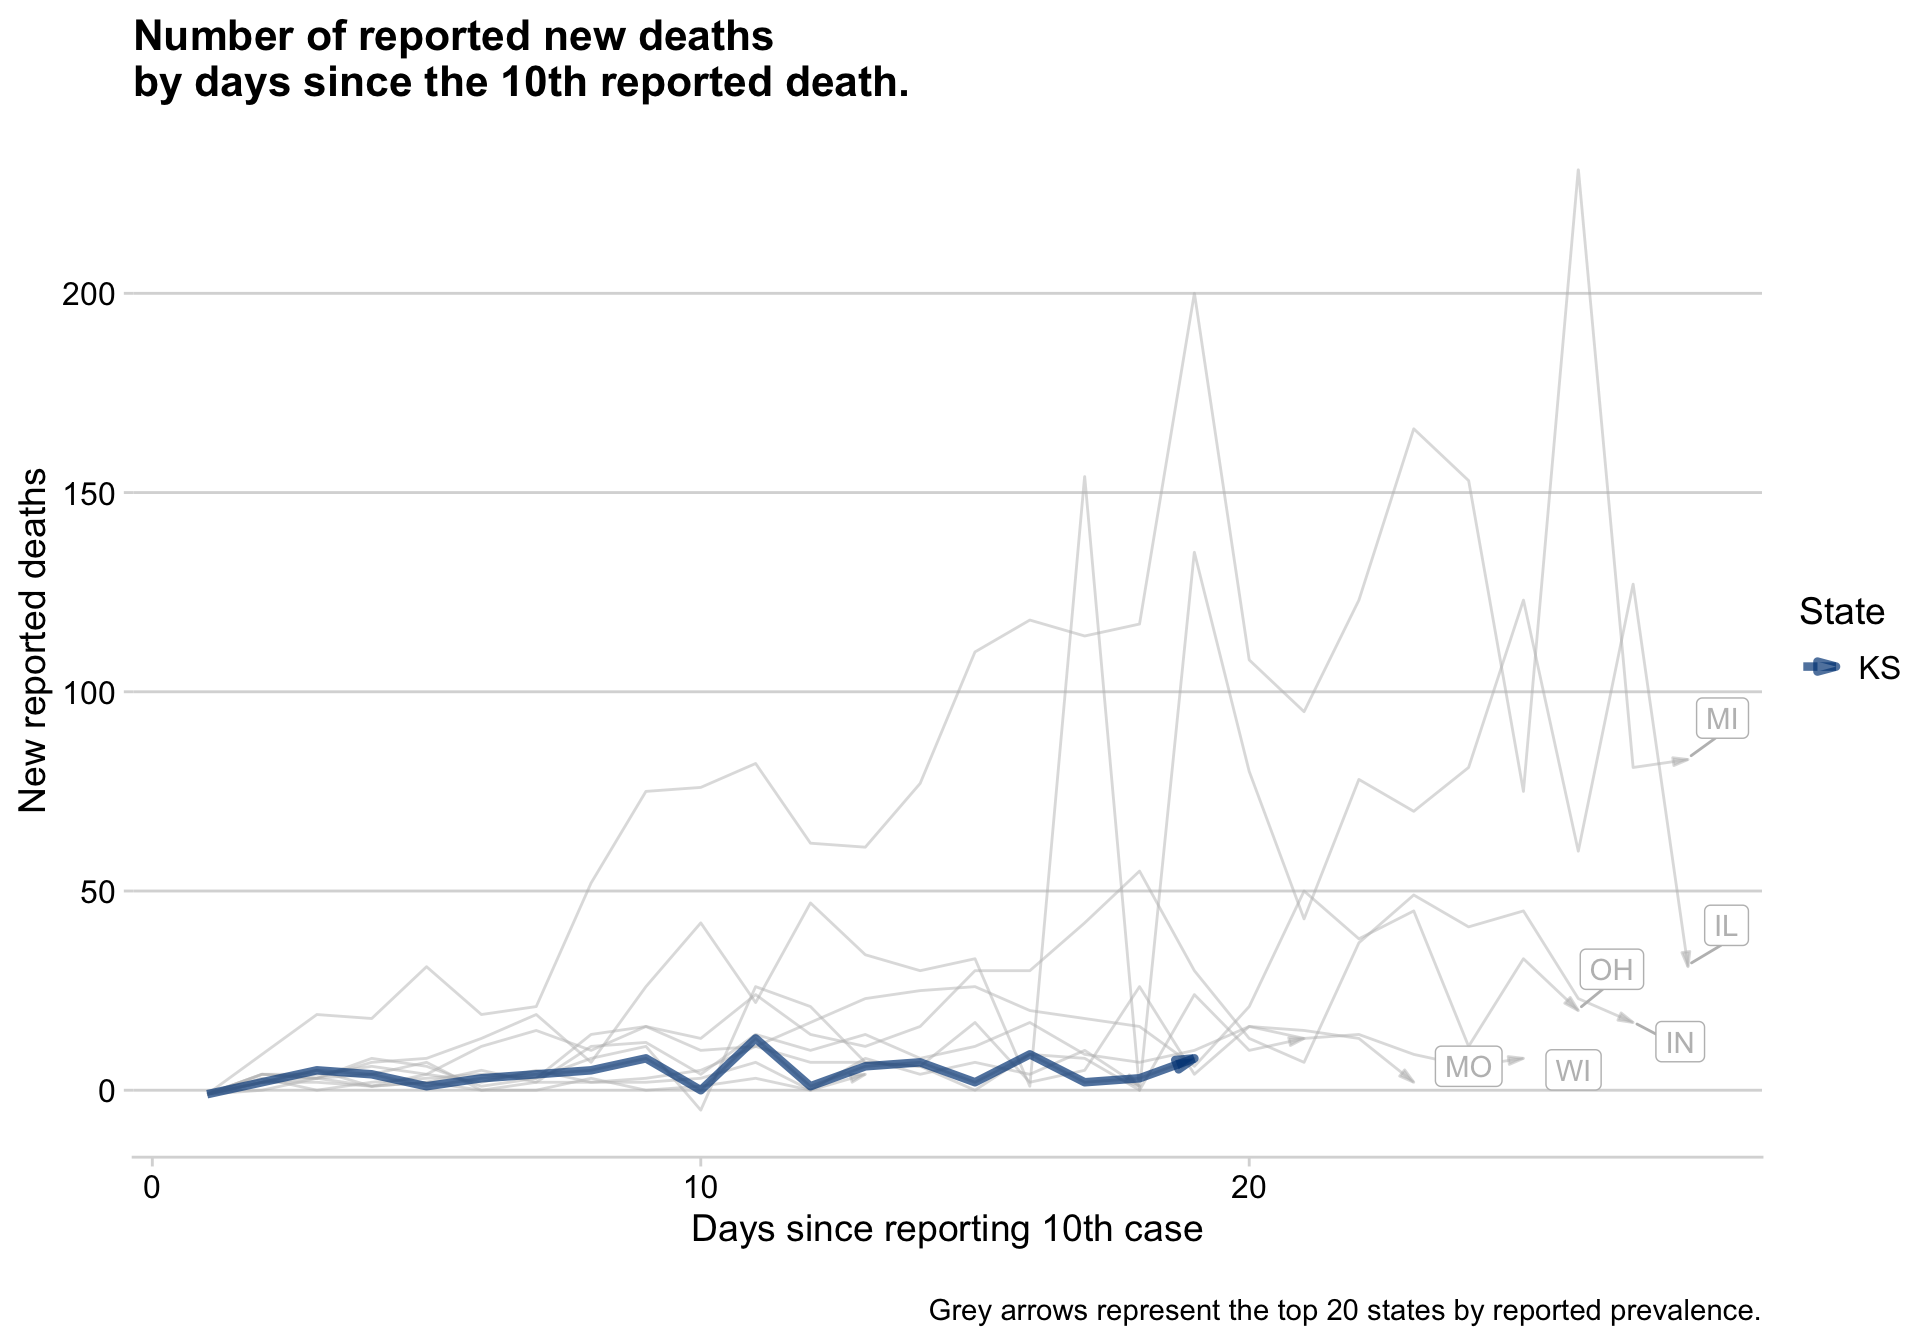 Number of reported new deaths
by days since the 10th reported death.
New reported deaths
200
150
100
50
0
0
10
20
Days since reporting 10th case
MI
IL
OH
IN
MO
WI
State
KS
Grey arrows represent the top 20 states by reported prevalence.